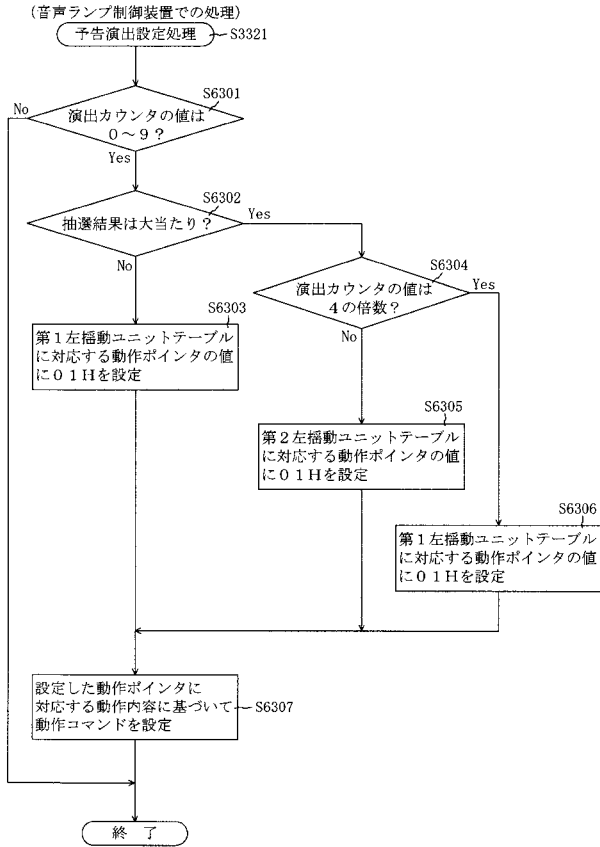 (音声ランプ制御装置での処理)
予告演出設定処理
S3321
S6301
No
演出カウンタの値は
0～9?
Yes
S6302
抽選結果は大当たり?
Yes
No
S6304
演出カウンタの値は
4の倍数?
Yes
No
S6303
第1左揺動ユニットテーブル
に対応する動作ポインタの値
に01Hを設定
S6305
第2左揺動ユニットテーブル
に対応する動作ポインタの値
に01Hを設定
S6306
第1左揺動ユニットテーブル
に対応する動作ポインタの値
に01Hを設定
設定した動作ポインタに
対応する動作内容に基づいて
動作コマンドを設定
S6307
終 了